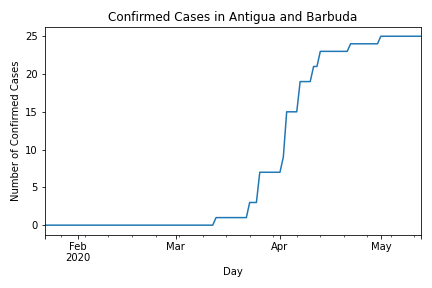 Confirmed Cases in Antigua and Barbuda
25
20
15
10
5
0
Number of Confirmed Cases
Feb
2020
Mar
Apr
May
Day